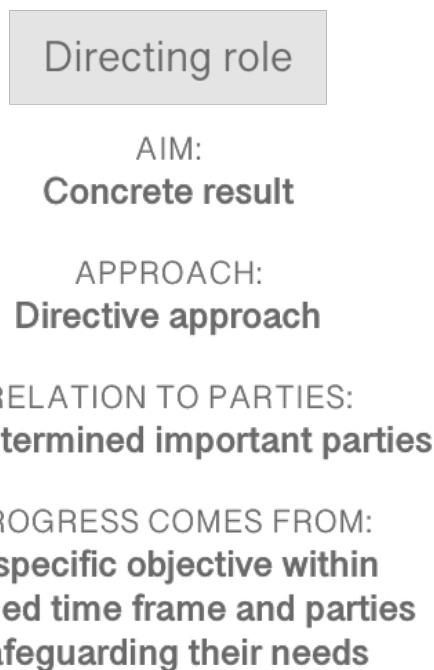 Directing role
AIM:
Concrete result
APPROACH:
Directive approach
RELATION TO PARTIES:
termined important parties
ROGRESS COMES FROM:
specific objective within
ed time frame and parties
afeguarding their needs